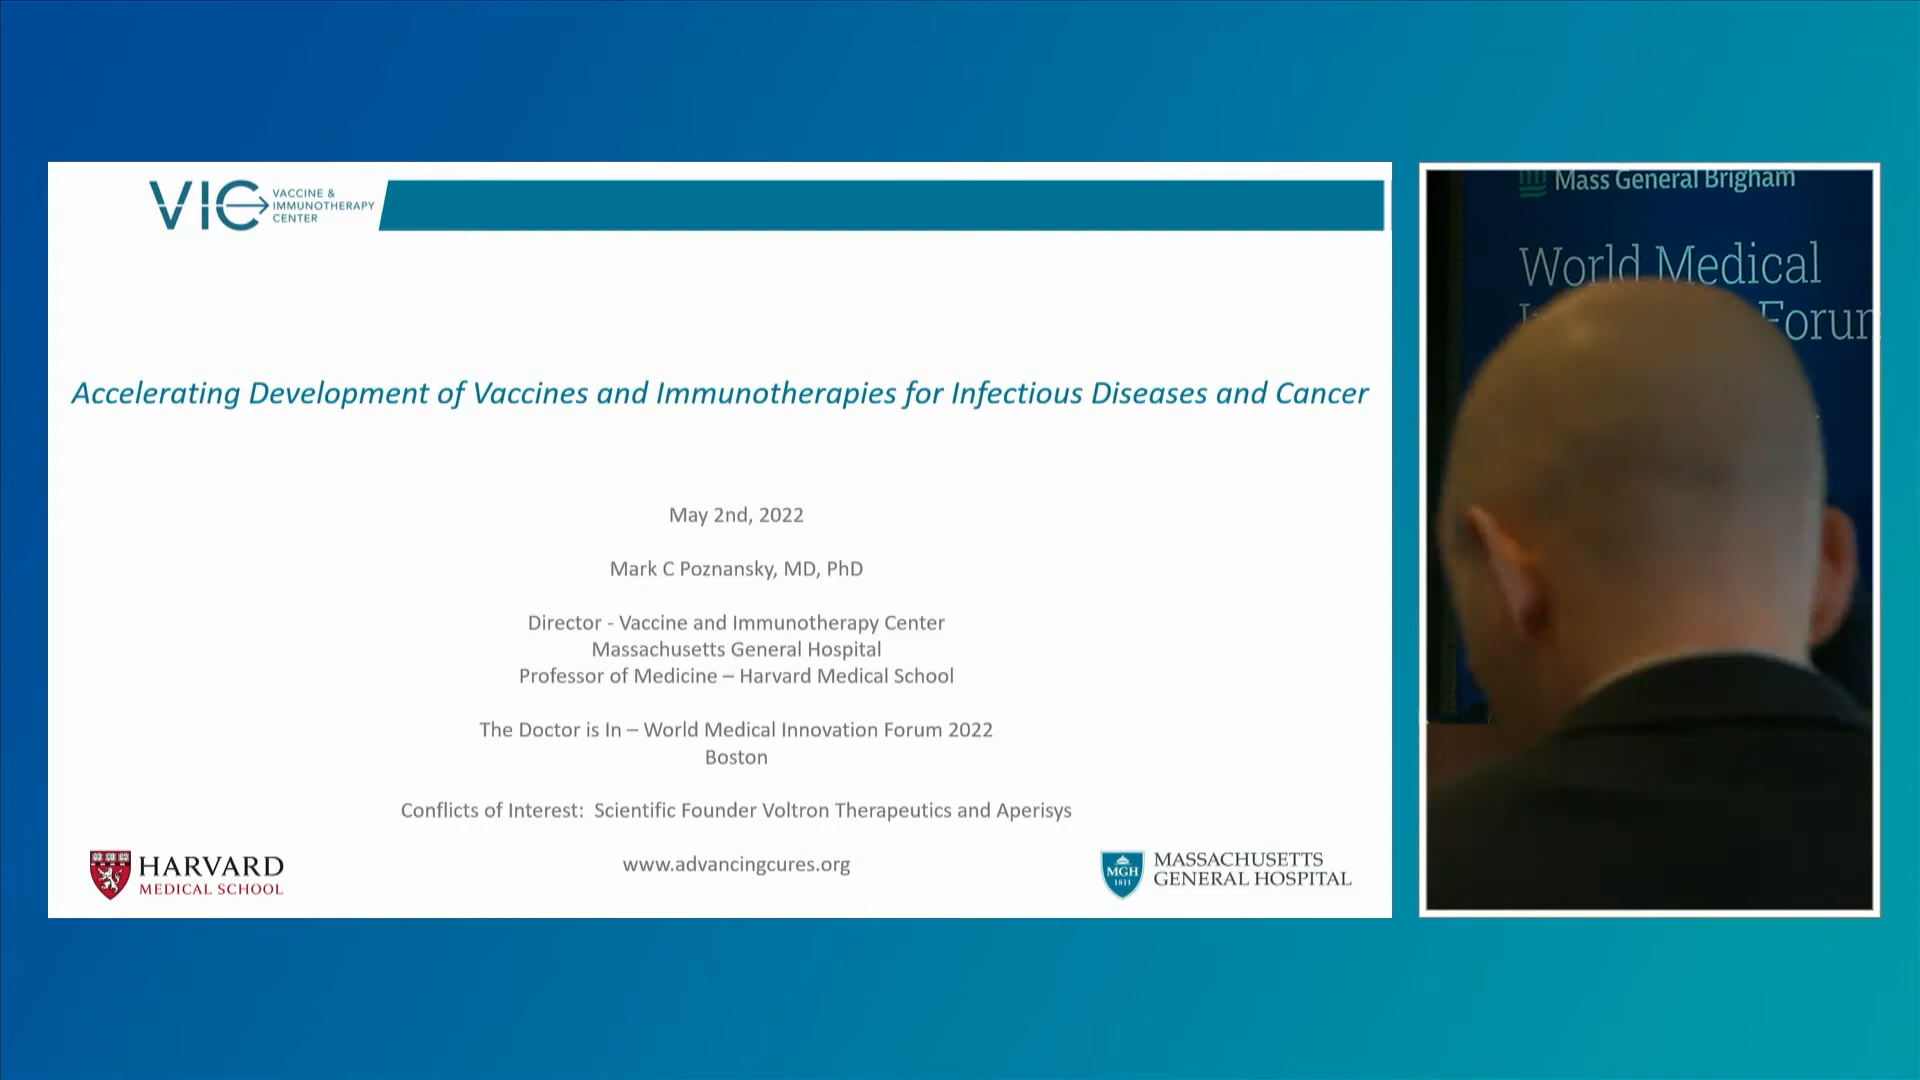 VIC VACCINE &
IMMUNOTHERAPY
CENTER
Accelerating Development of Vaccines and Immunotherapies for Infectious Diseases and Cancer
May 2nd, 2022
Mark C Poznansky, MD, PhD
Director - Vaccine and Immunotherapy Center
Massachusetts General Hospital
Professor of Medicine – Harvard Medical School
The Doctor is In – World Medical Innovation Forum 2022
Boston
Conflicts of Interest:  Scientific Founder Voltron Therapeutics and Aperisys
www.advancingcures.org
HARVARD
MEDICAL SCHOOL
MGH
1811
MASSACHUSETTS
GENERAL HOSPITAL
Mass General Brigham
World Medical
Forum